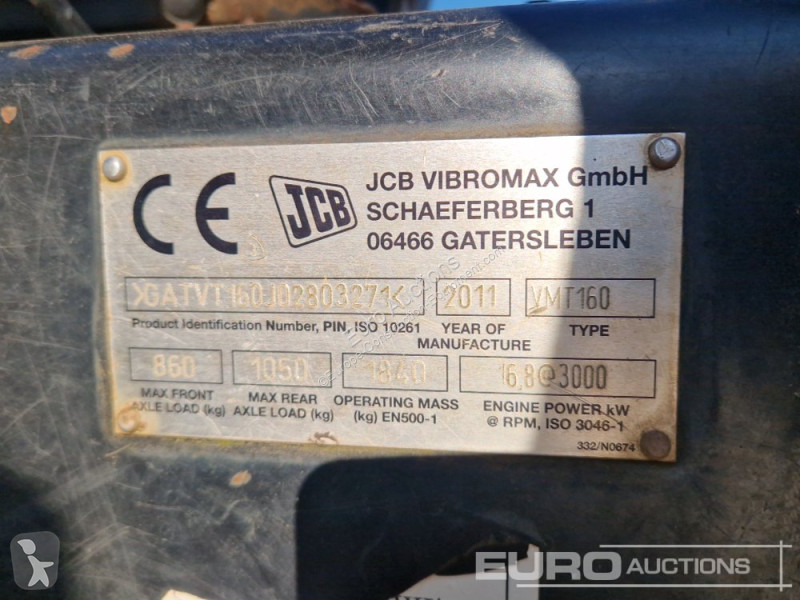 CE
JCB
JCB VIBROMAX GmbH
SCHAEFERBERG 1
06466 GATERSLEBEN
2011
VMT160
Product Identification Number, PIN, ISO 10261
YEAR OF
MANUFACTURE
TYPE
860
1050
1840
16,8@3000
MAX FRONT
AXLE LOAD (kg)
MAX REAR
AXLE LOAD (kg)
OPERATING MASS
(kg) EN500-1
ENGINE POWER kW
@ RPM, ISO 3046-1
332/N0674
EURO AUCTIONS